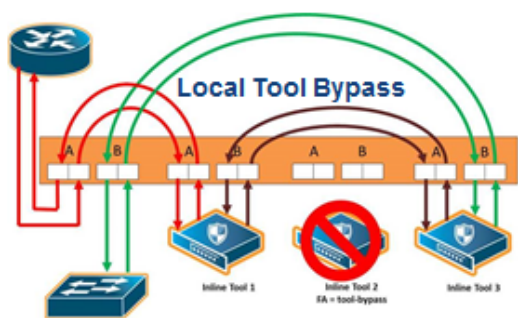 Local Tool Bypass
A B A B A B A B
Inline Tool 1
Inline Tool 2
FA = tool-bypass
Inline Tool 3